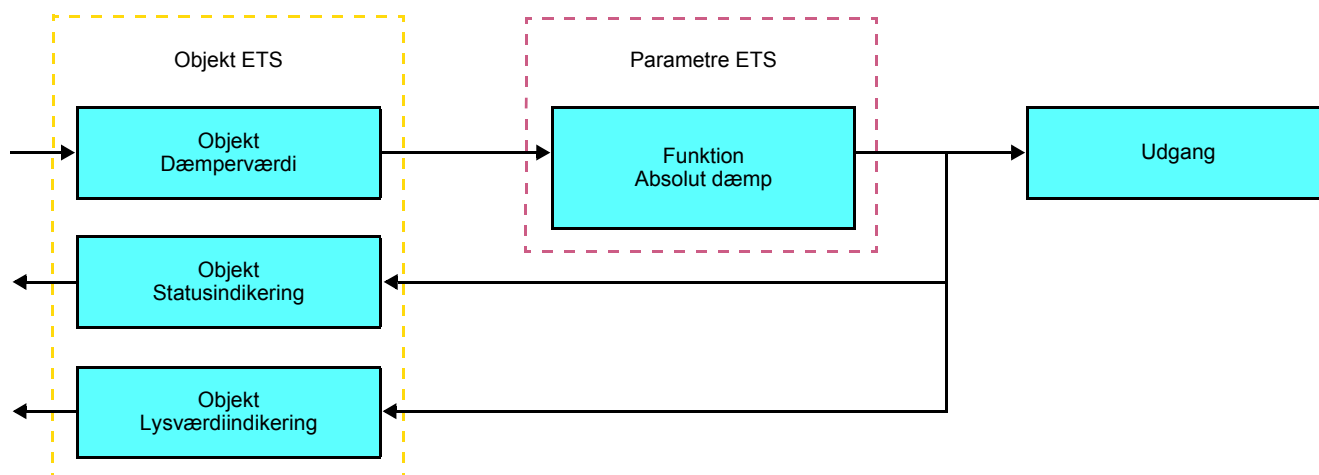 Objekt ETS
Parametre ETS
Objekt
Dæmperværdi
Funktion
Absolut dæmp
Udgang
Objekt
Statusindikering
Objekt
Lysværdiindikering